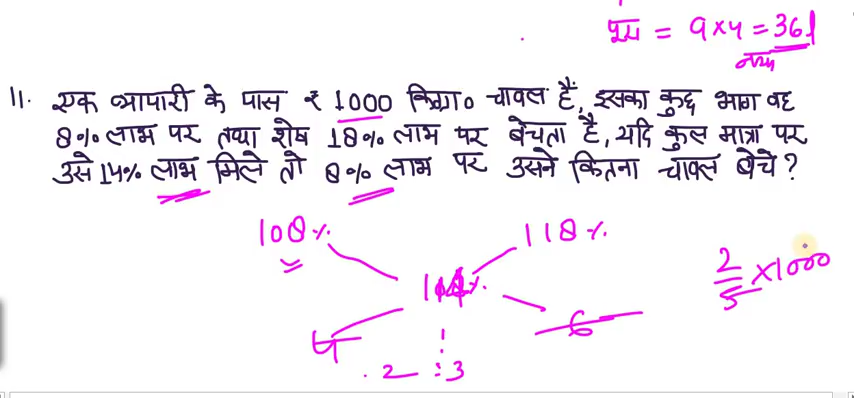 दूध = 9×4 = 36l
11. एक व्यापारी के पास ₹ 1000 किग्रा० चावल हैं, इसका कुछ भाग वह
8% लाभ पर तथा शेष 18% लाभ पर बेचता है, यदि कुल मात्रा पर
उसे 14% लाभ मिले तो 8% लाभ पर उसने कितना चावल बेचे?
108% 118%
2/5 ×1000
114%
4 6
2 : 3